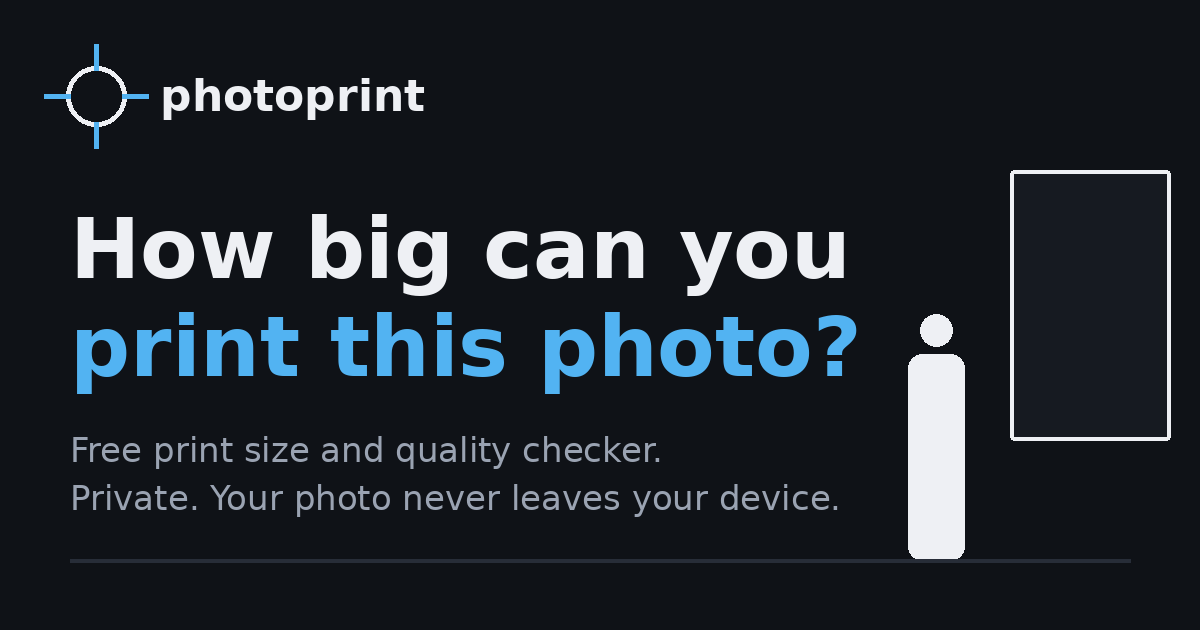 photoprint
How big can you
print this photo?
Free print size and quality checker.
Private. Your photo never leaves your device.